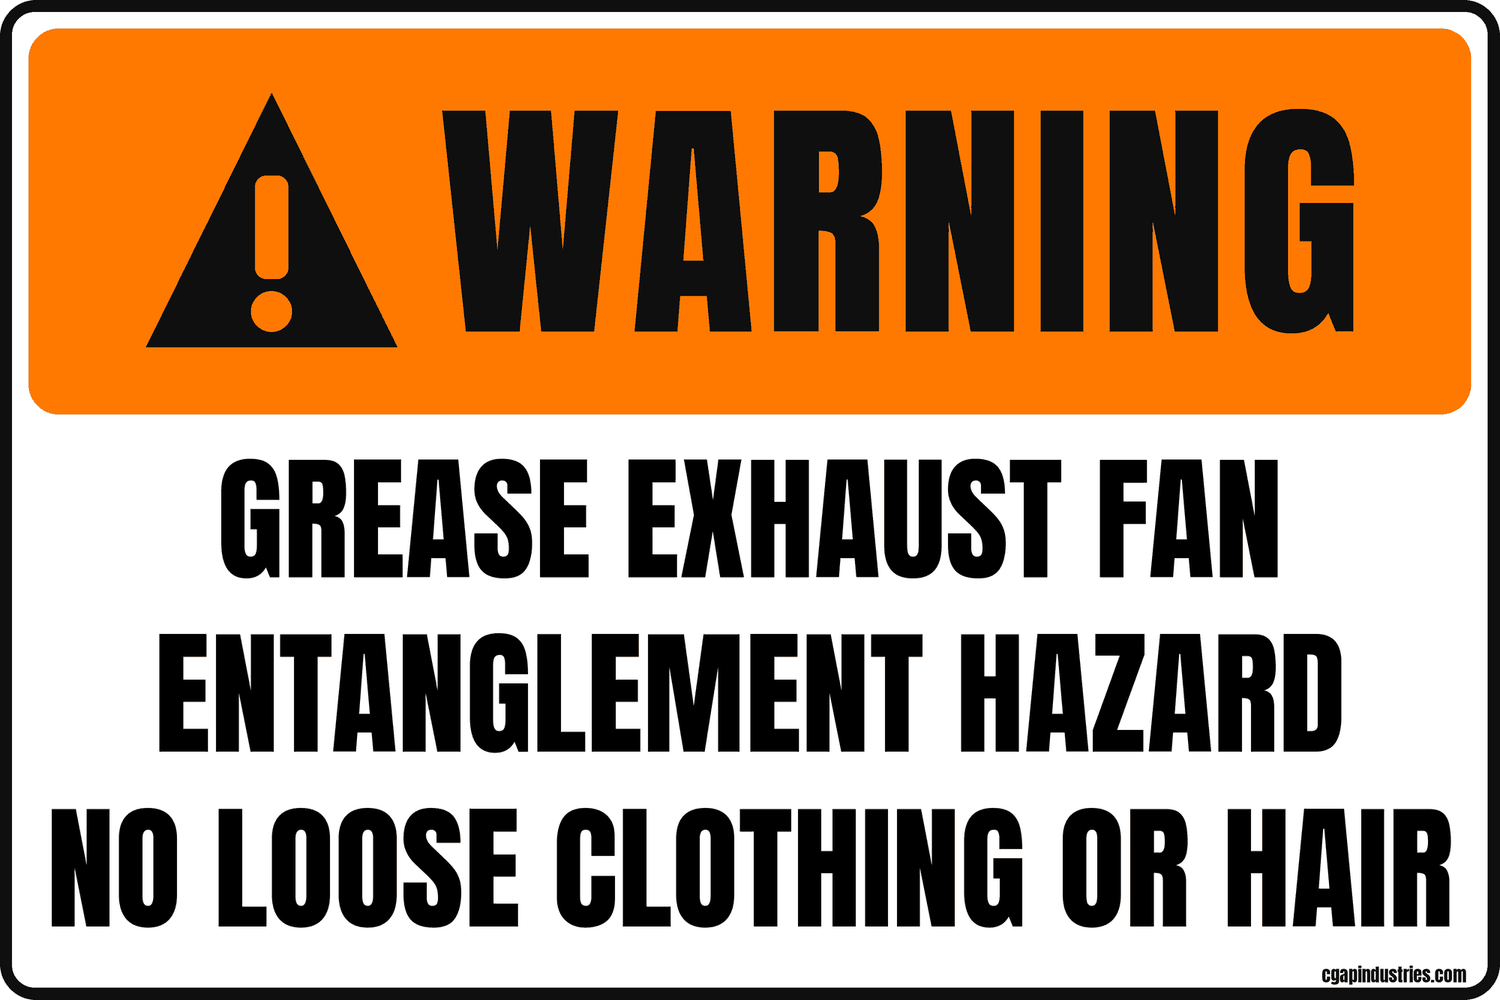 WARNING
GREASE EXHAUST FAN
ENTANGLEMENT HAZARD
NO LOOSE CLOTHING OR HAIR
cgapindustries.com